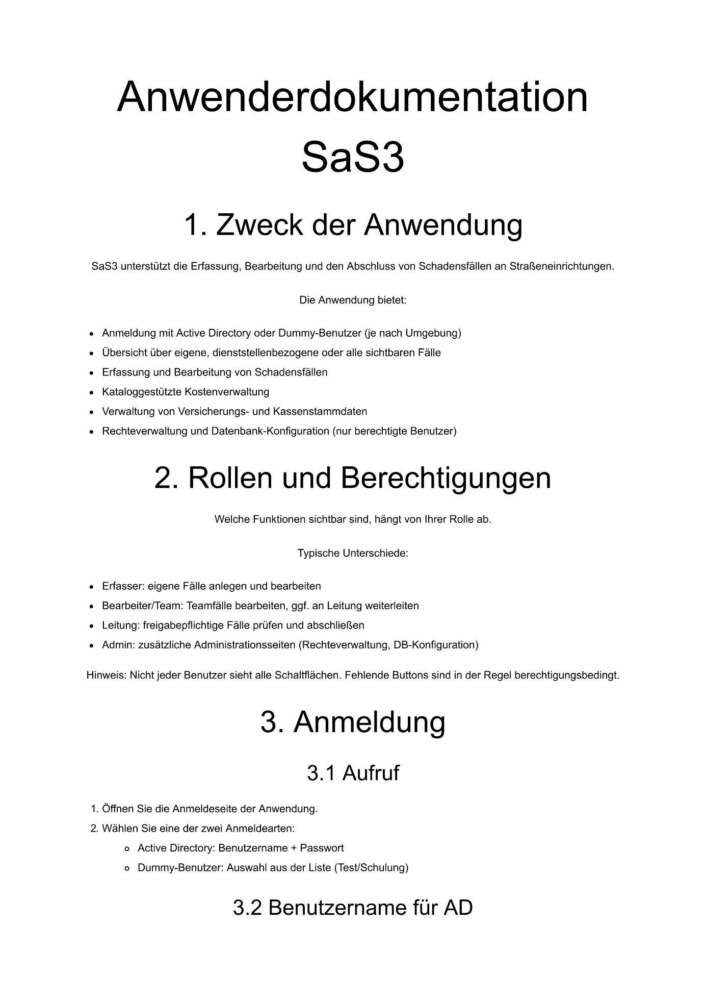 Anwenderdokumentation
SaS3
1. Zweck der Anwendung
SaS3 unterstützt die Erfassung, Bearbeitung und den Abschluss von Schadensfällen an Straßeneinrichtungen.
Die Anwendung bietet:
• Anmeldung mit Active Directory oder Dummy-Benutzer (je nach Umgebung)
• Übersicht über eigene, dienststellenbezogene oder alle sichtbaren Fälle
• Erfassung und Bearbeitung von Schadensfällen
• Kataloggestützte Kostenverwaltung
• Verwaltung von Versicherungs- und Kassenstammdaten
• Rechteverwaltung und Datenbank-Konfiguration (nur berechtigte Benutzer)
2. Rollen und Berechtigungen
Welche Funktionen sichtbar sind, hängt von Ihrer Rolle ab.
Typische Unterschiede:
• Erfasser: eigene Fälle anlegen und bearbeiten
• Bearbeiter/Team: Teamfälle bearbeiten, ggf. an Leitung weiterleiten
• Leitung: freigabepflichtige Fälle prüfen und abschließen
• Admin: zusätzliche Administrationsseiten (Rechteverwaltung, DB-Konfiguration)
Hinweis: Nicht jeder Benutzer sieht alle Schaltflächen. Fehlende Buttons sind in der Regel berechtigungsbedingt.
3. Anmeldung
3.1 Aufruf
1. Öffnen Sie die Anmeldeseite der Anwendung.
2. Wählen Sie eine der zwei Anmeldearten:
○ Active Directory: Benutzername + Passwort
○ Dummy-Benutzer: Auswahl aus der Liste (Test/Schulung)
3.2 Benutzername für AD